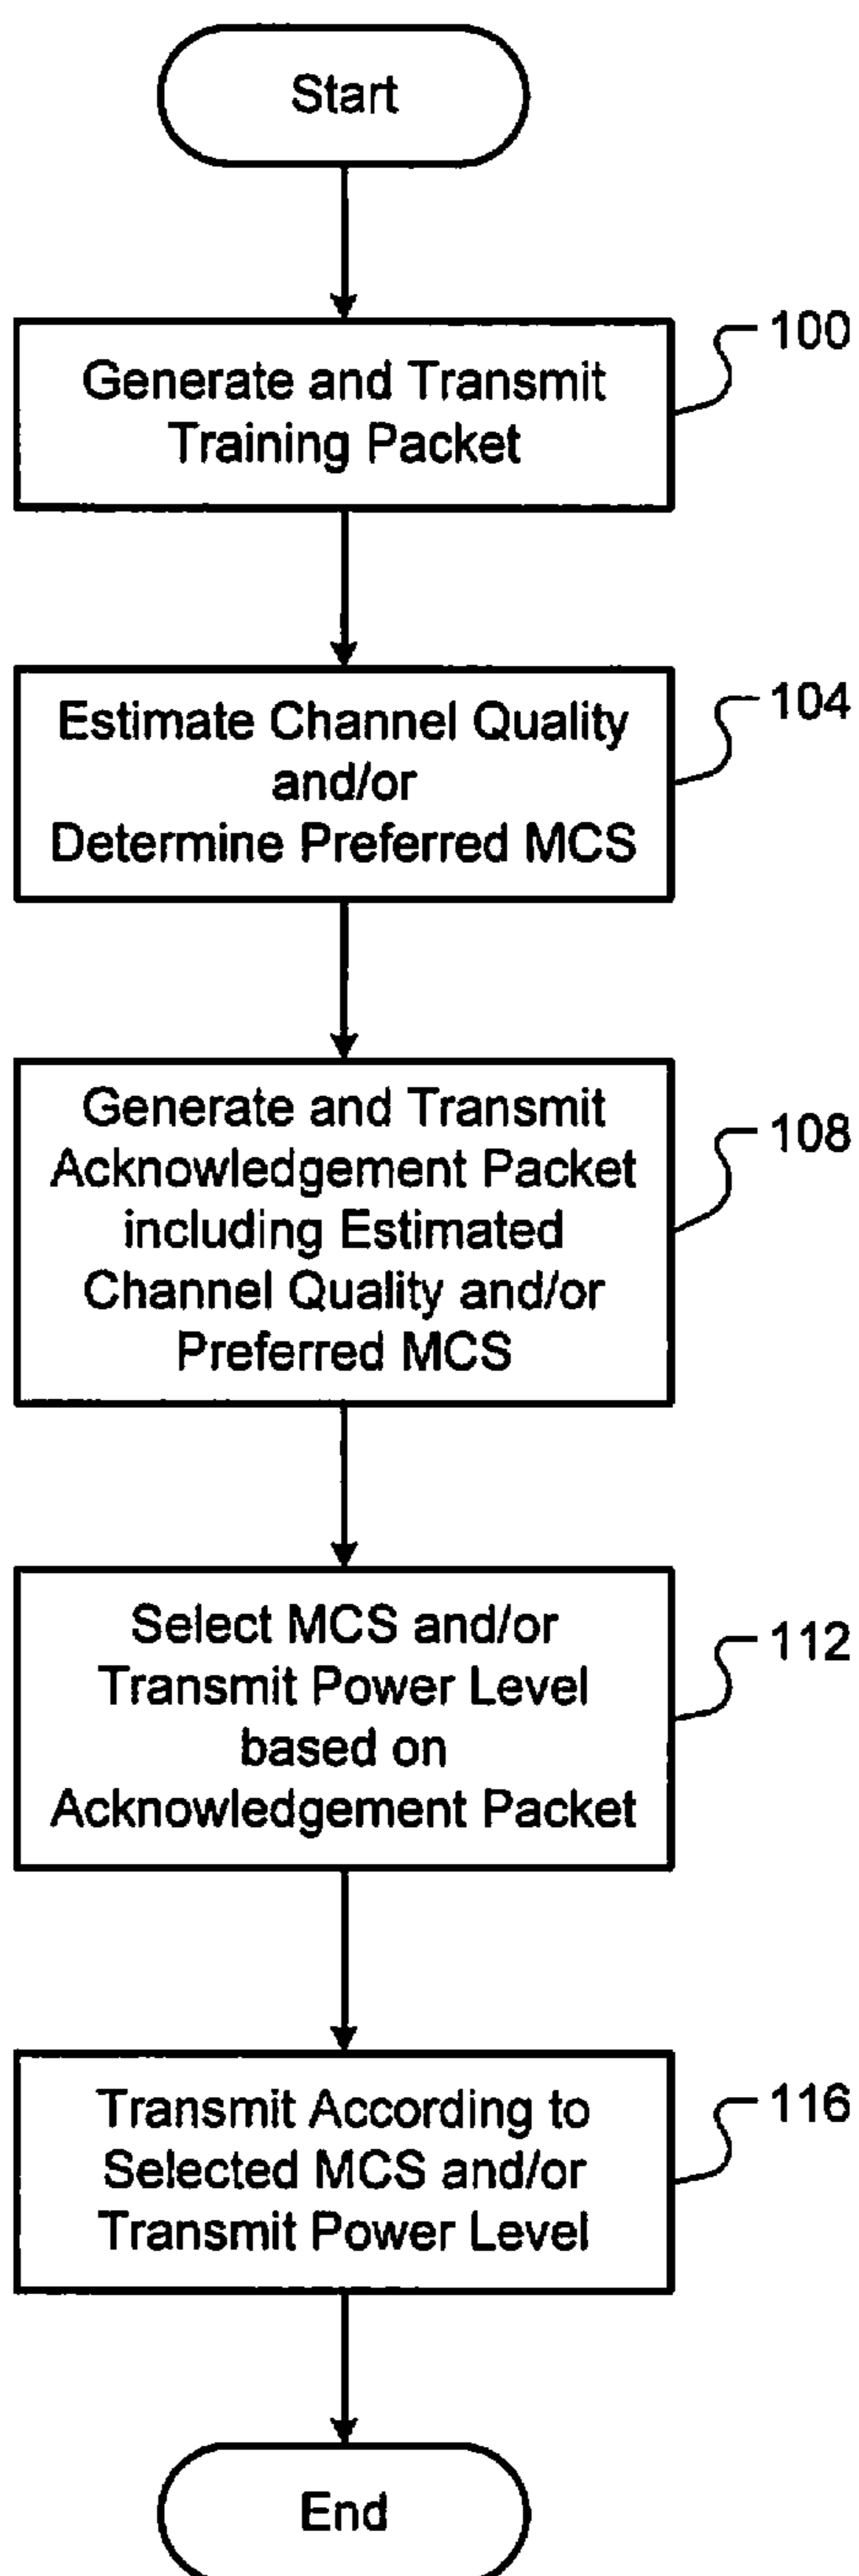 Start
100
Generate and Transmit
Training Packet
104
Estimate Channel Quality
and/or
Determine Preferred MCS
108
Generate and Transmit
Acknowledgement Packet
including Estimated
Channel Quality and/or
Preferred MCS
112
Select MCS and/or
Transmit Power Level
based on
Acknowledgement Packet
116
Transmit According to
Selected MCS and/or
Transmit Power Level
End